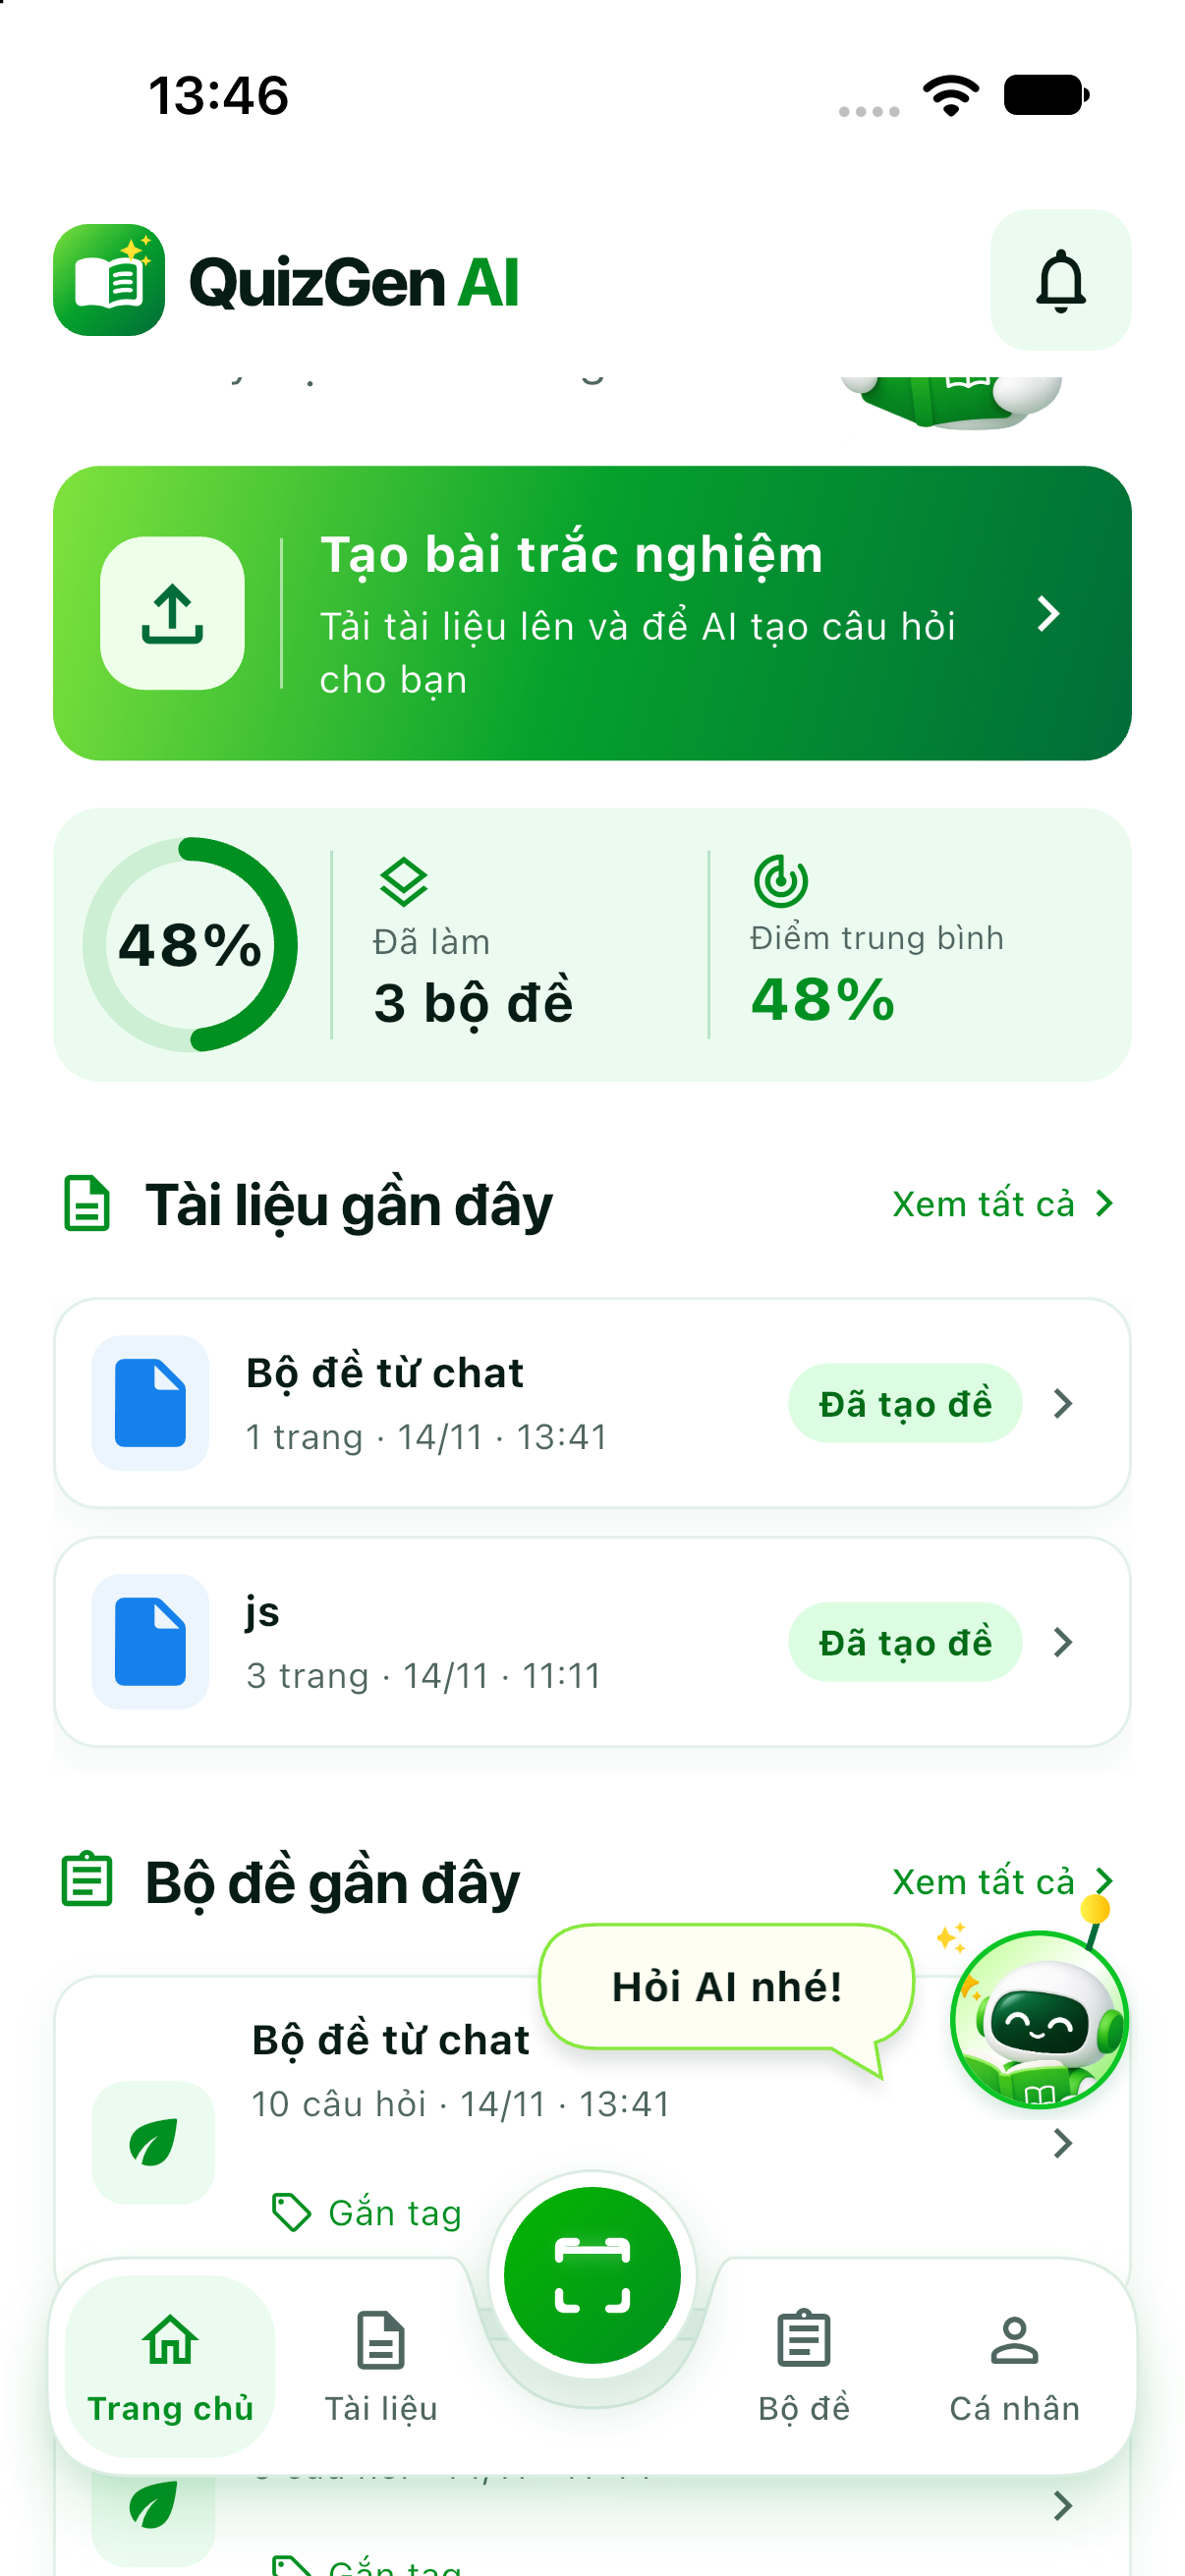 13:46
QuizGen AI
Tạo bài trắc nghiệm
Tải tài liệu lên và để AI tạo câu hỏi
cho bạn
48%
Đã làm
3 bộ đề
Điểm trung bình
48%
Tài liệu gần đây
Xem tất cả
Bộ đề từ chat
1 trang · 14/11 · 13:41
Đã tạo đề
js
3 trang · 14/11 · 11:11
Đã tạo đề
Bộ đề gần đây
Xem tất cả
Hỏi AI nhé!
Bộ đề từ chat
10 câu hỏi · 14/11 · 13:41
Gắn tag
Trang chủ
Tài liệu
Bộ đề
Cá nhân
Gắn tag